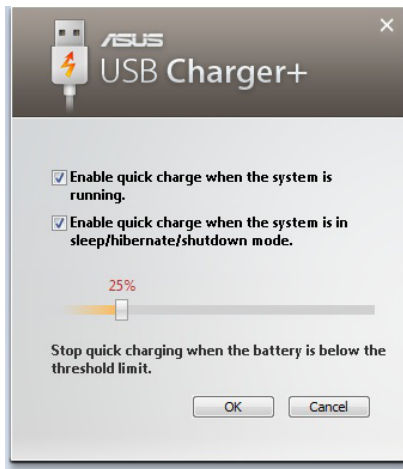 ASUS
USB Charger+
Enable quick charge when the system is
running.
Enable quick charge when the system is in
sleep/hibernate/shutdown mode.
25%
Stop quick charging when the battery is below the
threshold limit.
OK Cancel